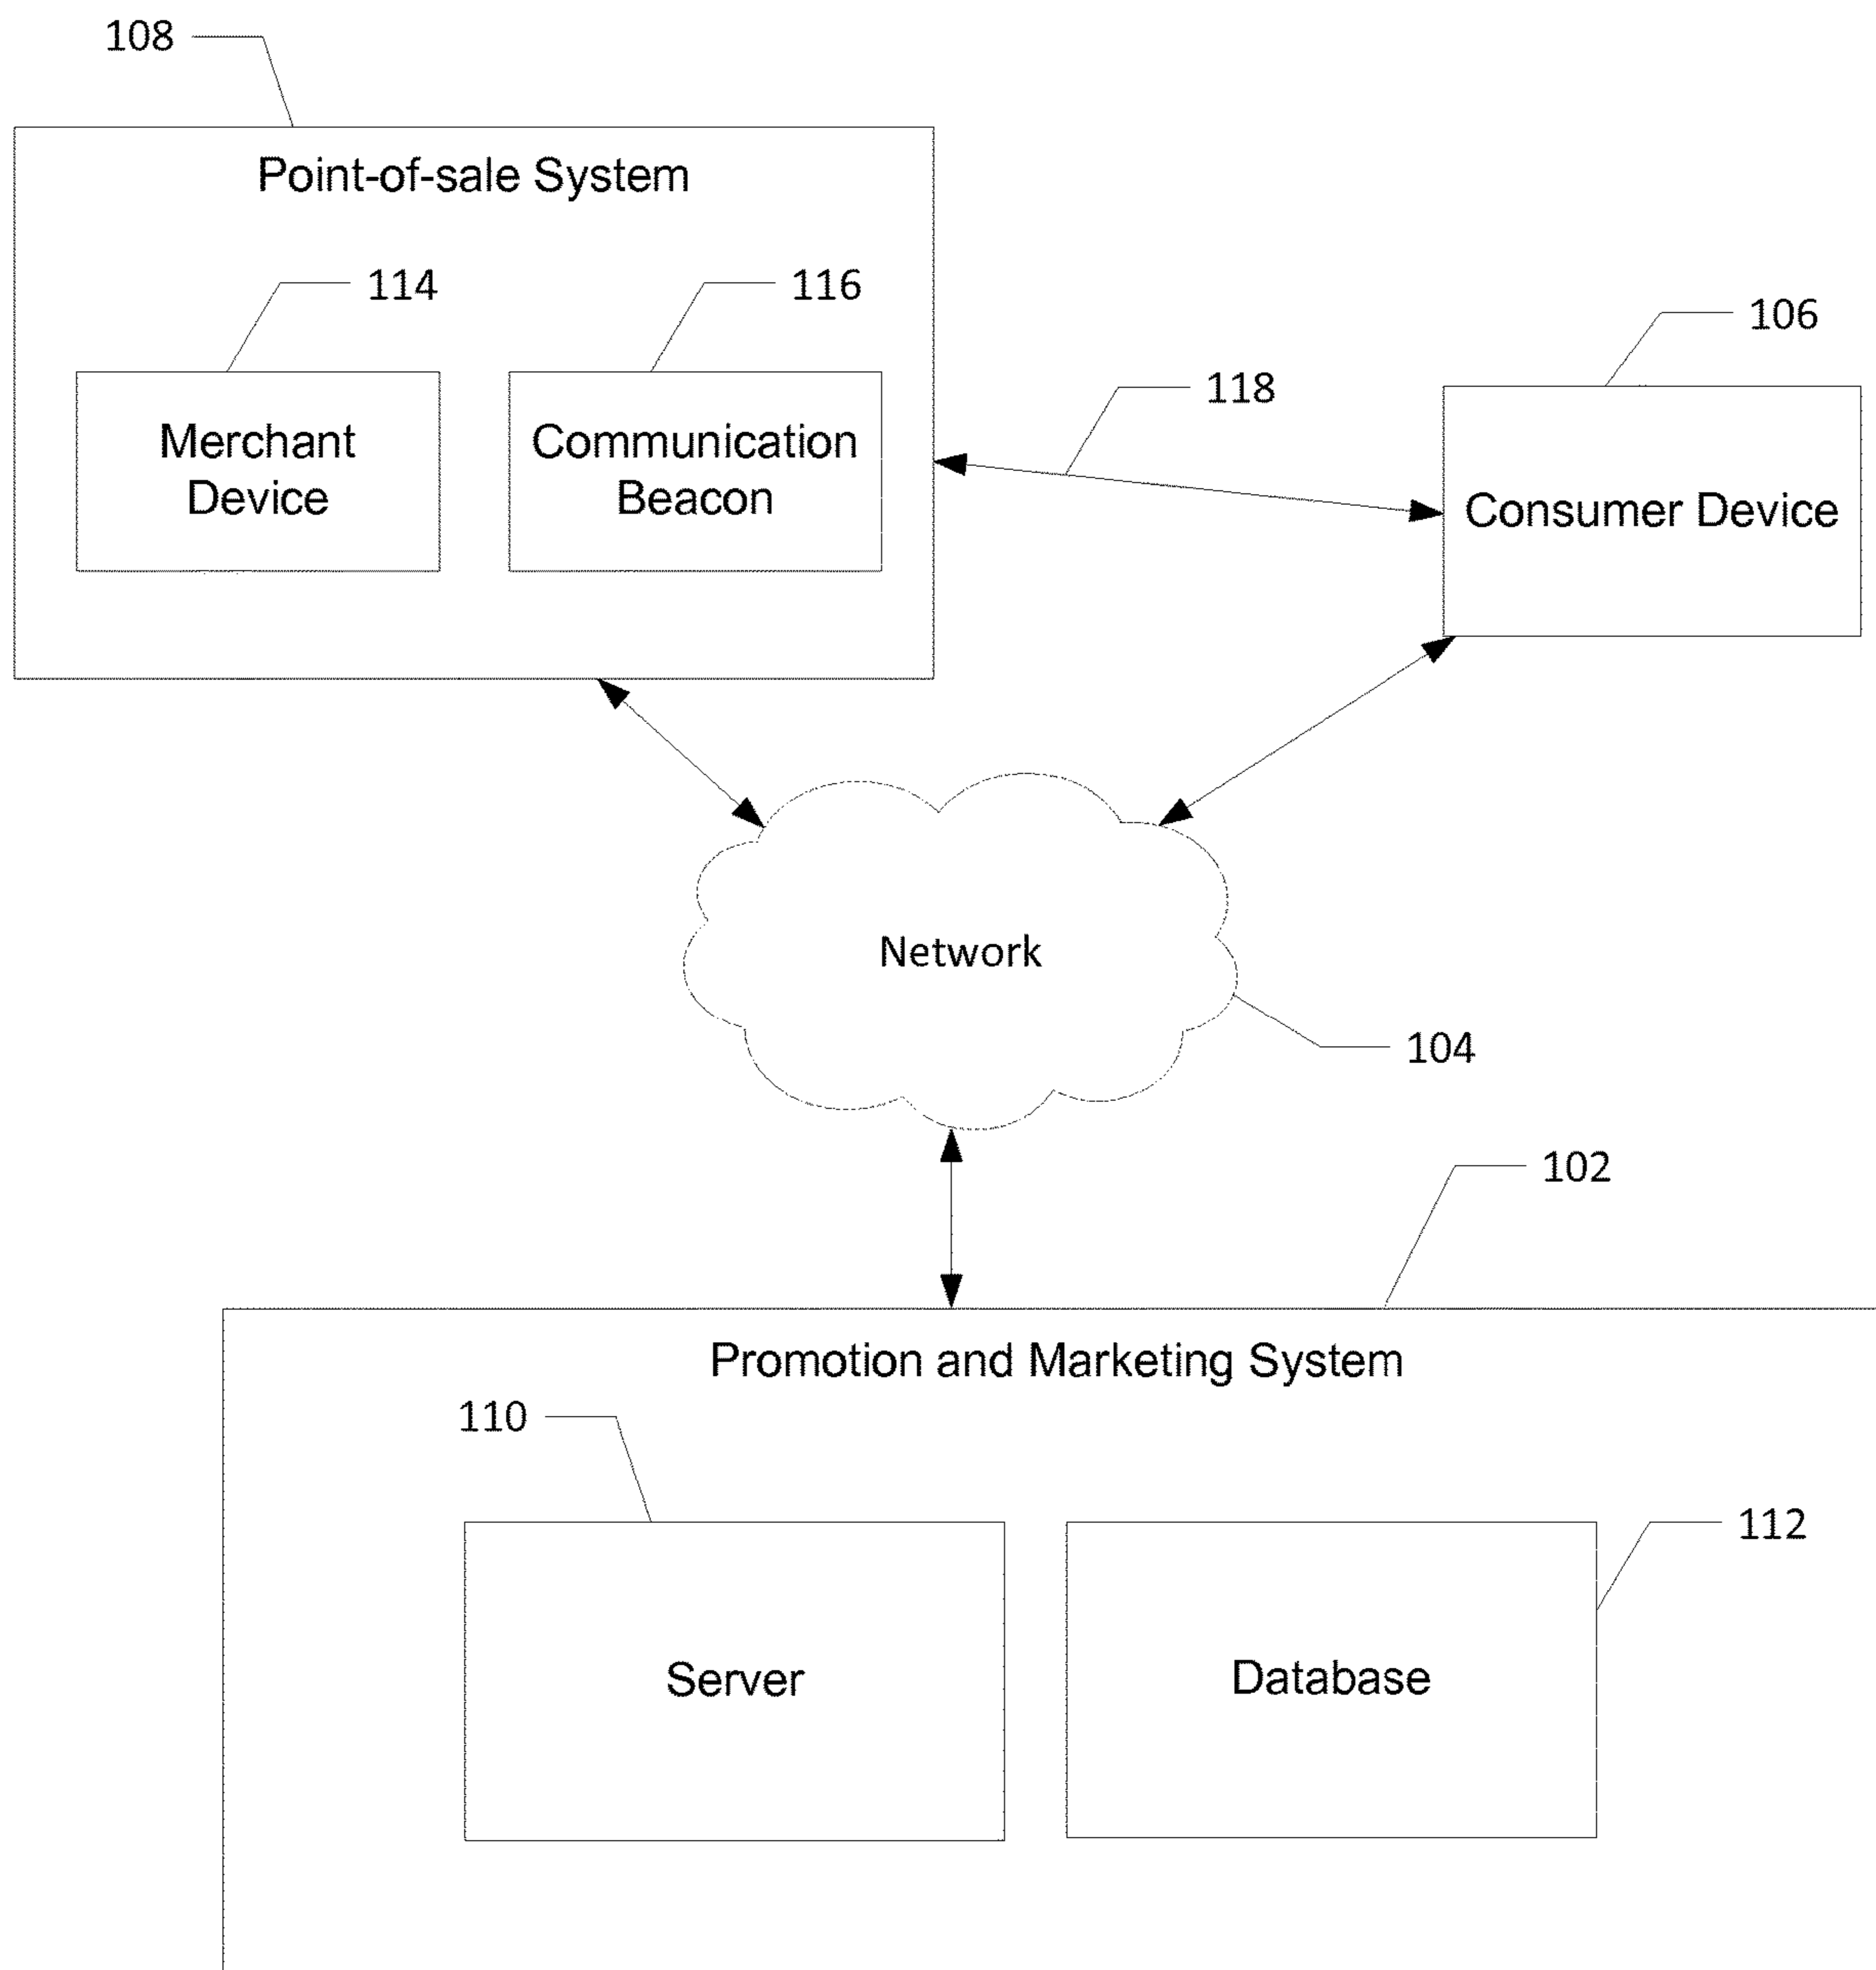 108
Point-of-sale System
114
116
106
118
Merchant
Device
Communication
Beacon
Consumer Device
Network
104
102
Promotion and Marketing System
110
112
Server
Database